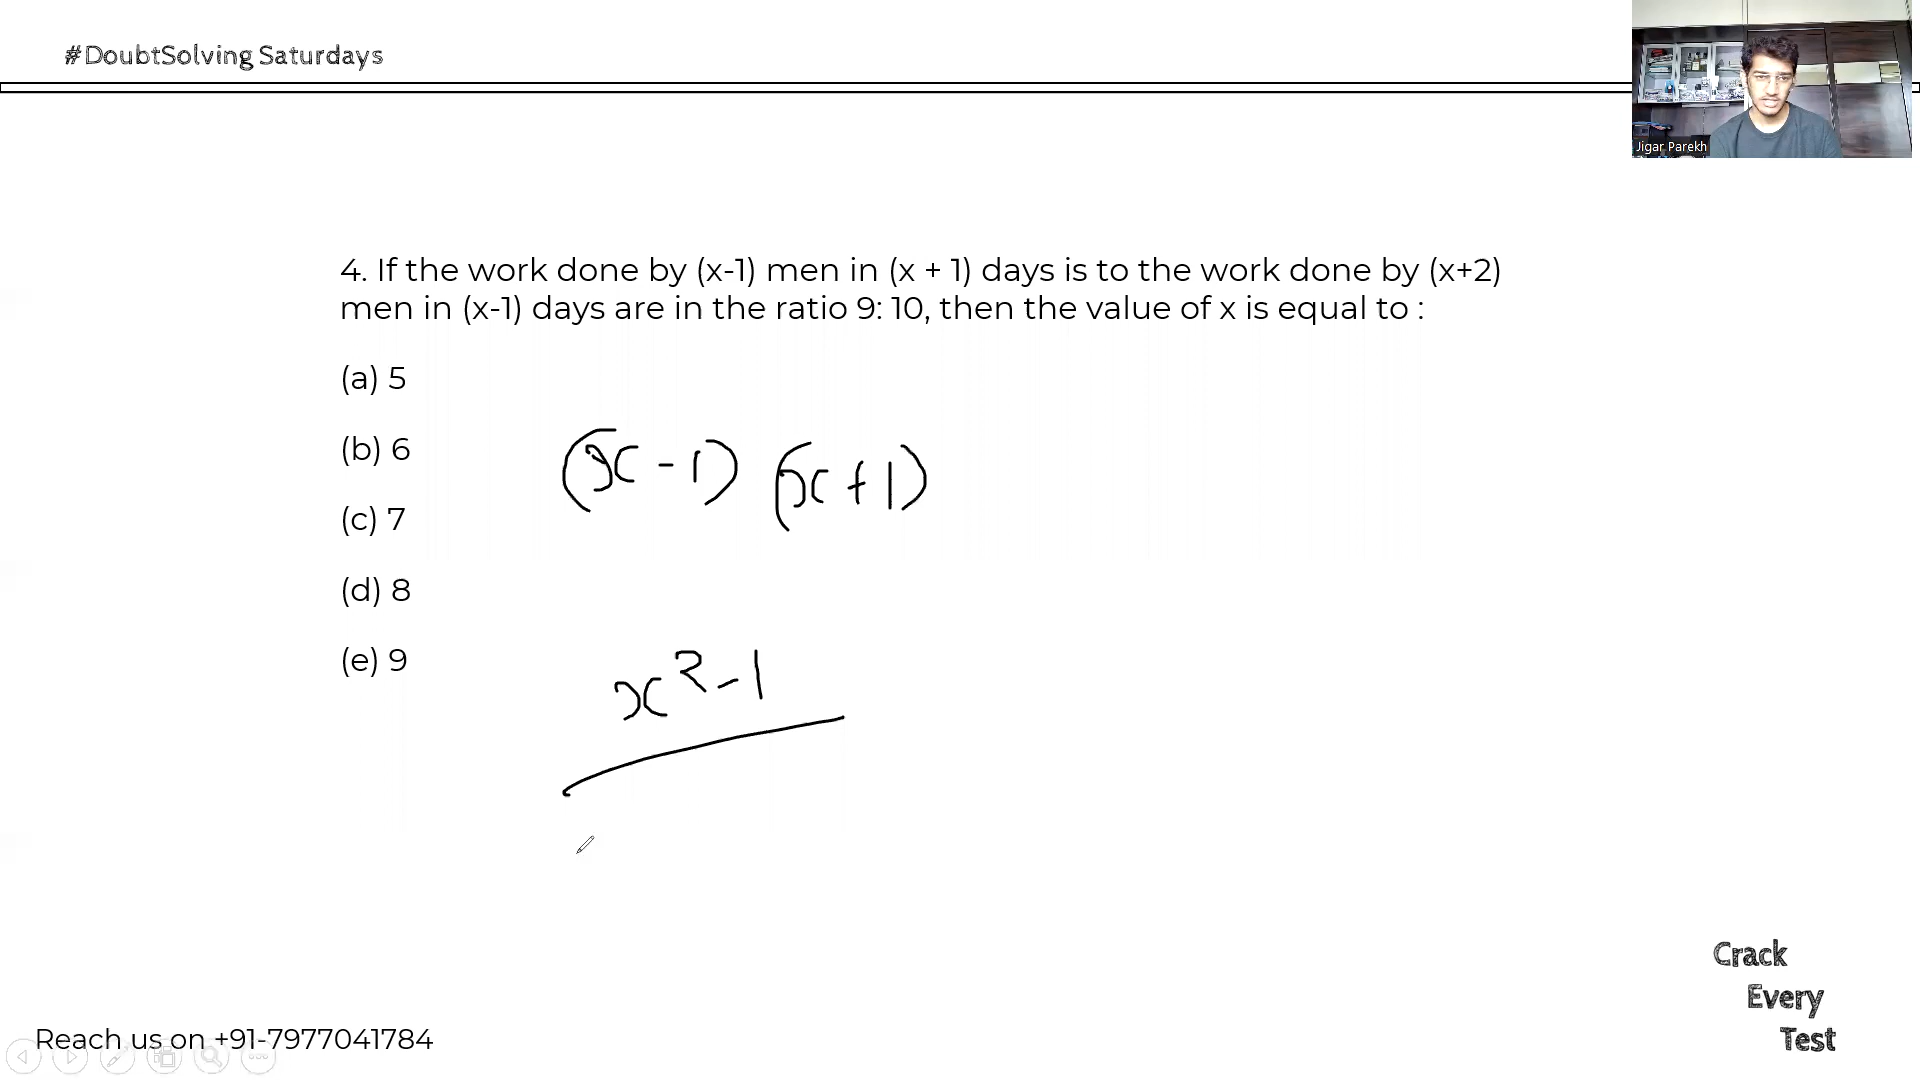 #DoubtSolving Saturdays
Jigar Parekh
4. If the work done by (x-1) men in (x + 1) days is to the work done by (x+2)
men in (x-1) days are in the ratio 9: 10, then the value of x is equal to :
(a) 5
(b) 6
(c) 7
(d) 8
(e) 9
(x - 1) (x + 1)
x² - 1
Crack
Every
Test
Reach us on +91-7977041784